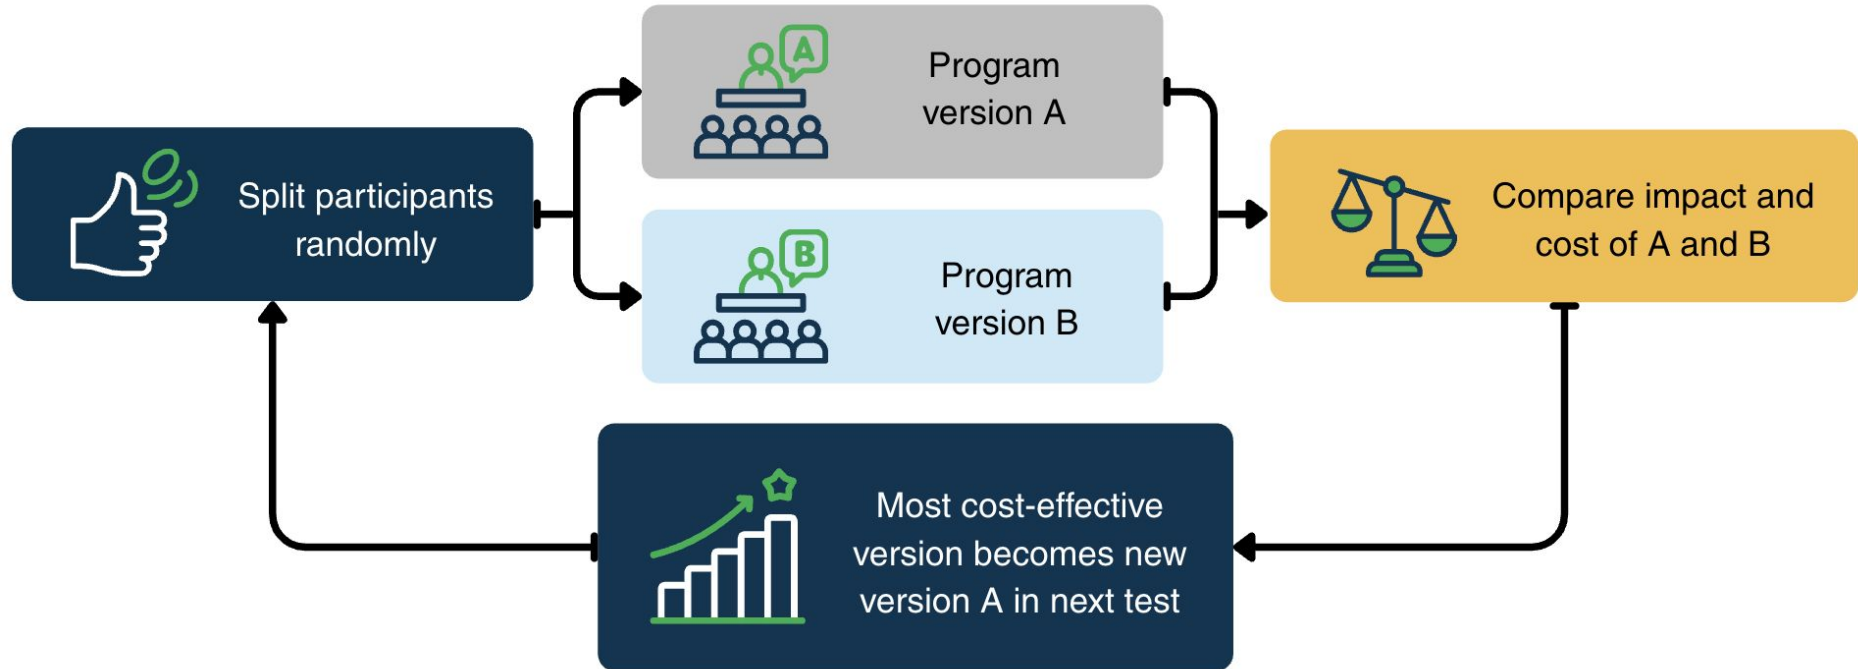 Split participants
randomly
A
Program
version A
B
Program
version B
Compare impact and
cost of A and B
Most cost-effective
version becomes new
version A in next test